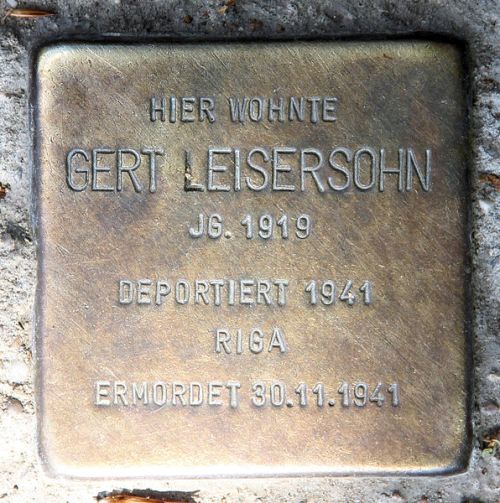 HIER WOHNTE
GERT LEISERSOHN
JG. 1919
DEPORTIERT 1941
RIGA
ERMORDET 30.11.1941